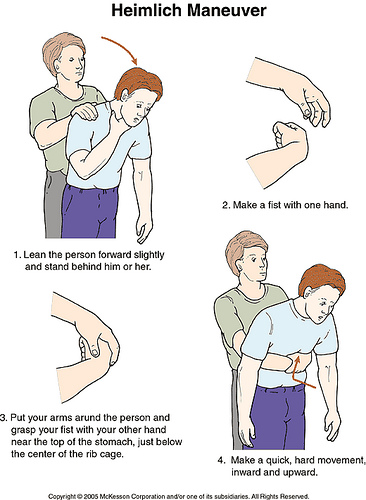 Heimlich Maneuver
1. Lean the person forward slightly
and stand behind him or her.
2. Make a fist with one hand.
3. Put your arms arund the person and
grasp your fist with your other hand
near the top of the stomach, just below
the center of the rib cage.
4. Make a quick, hard movement,
inward and upward.
Copyright © 2005 McKesson Corporation and/or one of its subsidiaries. All Rights Reserved.